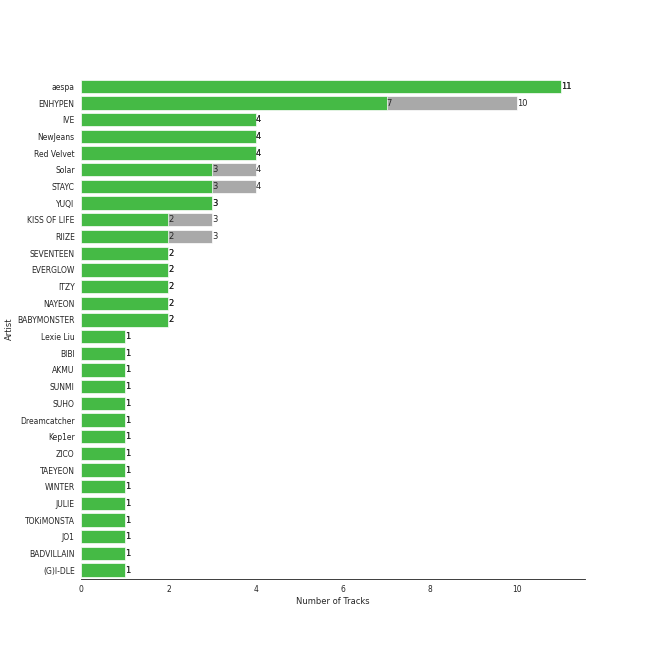 aespa 11
ENHYPEN 7 10
IVE 4
NewJeans 4
Red Velvet 4
Solar 3 4
STAYC 3 4
YUQI 3
KISS OF LIFE 2 3
RIIZE 2 3
SEVENTEEN 2
EVERGLOW 2
ITZY 2
NAYEON 2
BABYMONSTER 2
Artist
Lexie Liu 1
BIBI 1
AKMU 1
SUNMI 1
SUHO 1
Dreamcatcher 1
Kep1er 1
ZICO 1
TAEYEON 1
WINTER 1
JULIE 1
TOKiMONSTA 1
JO1 1
BADVILLAIN 1
(G)I-DLE 1
0 2 4 6 8 10
Number of Tracks